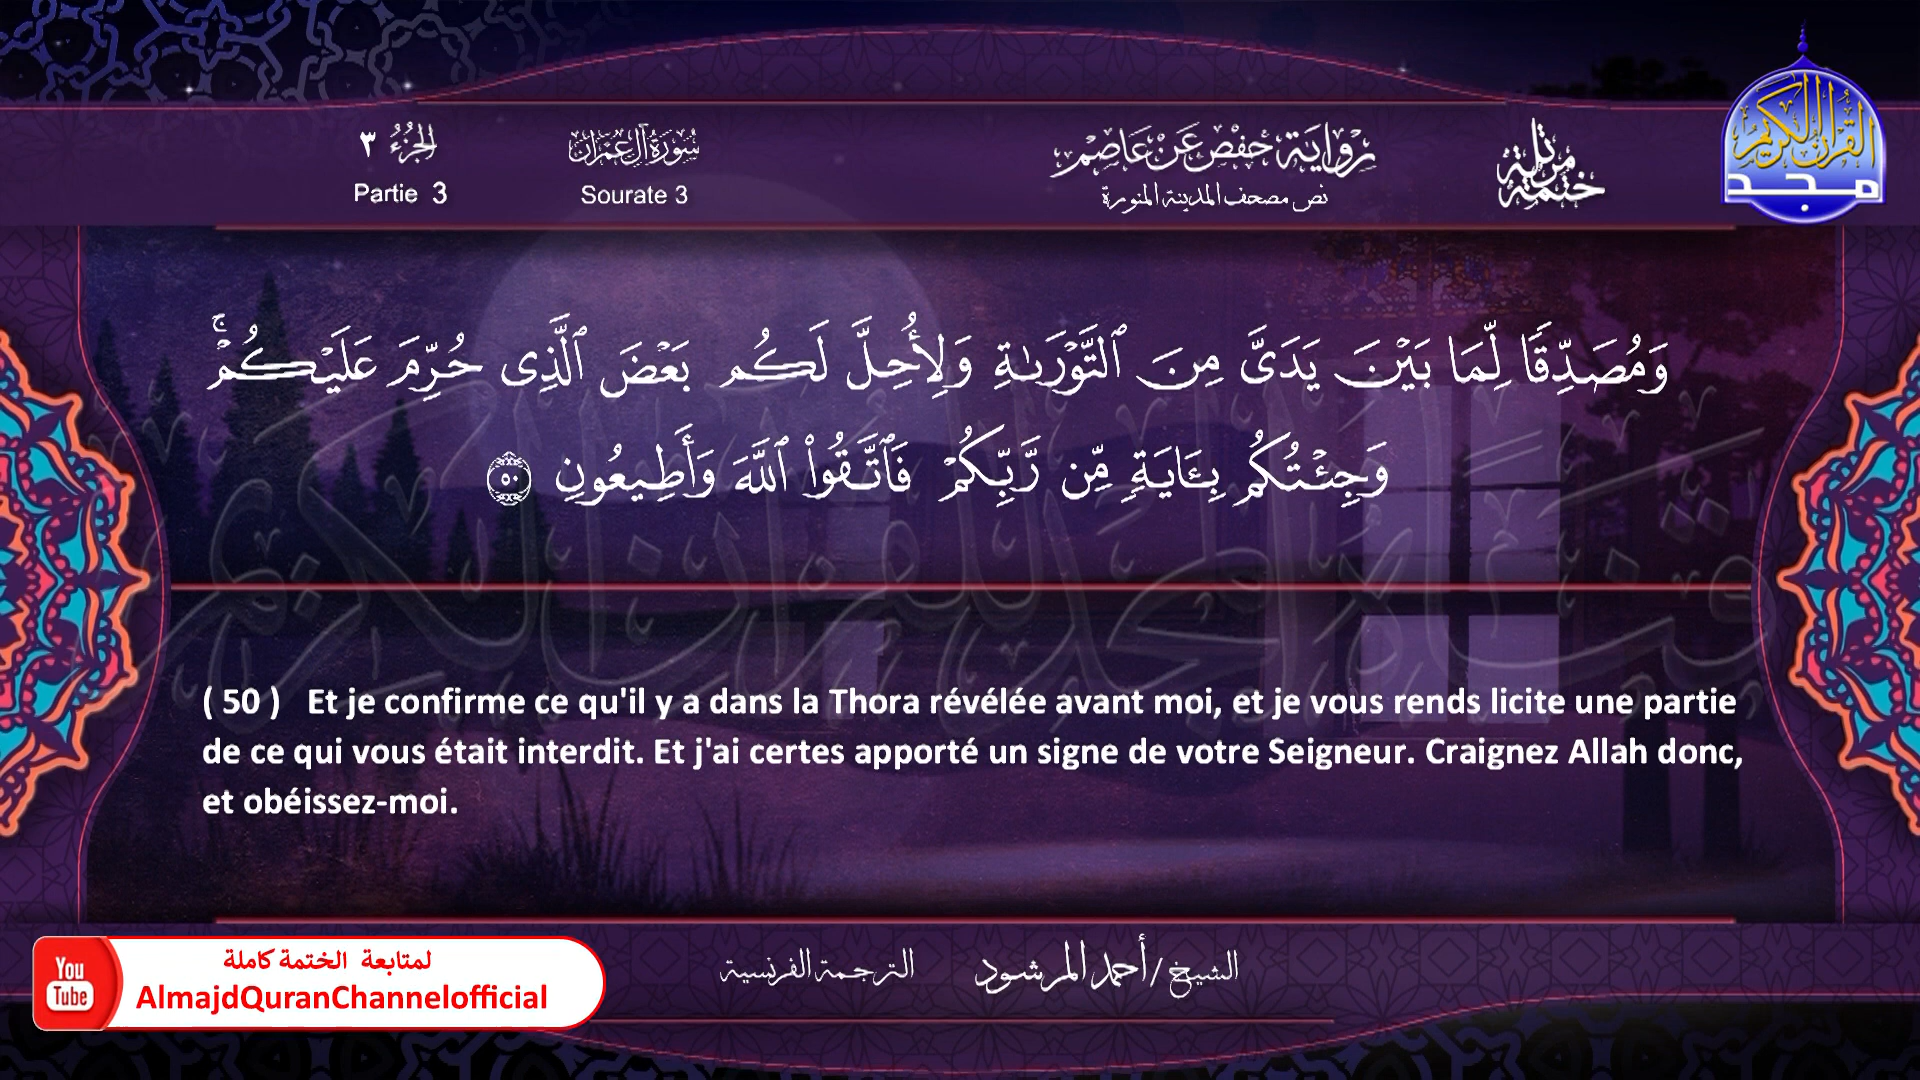 الجزء ٣
Partie 3
سورة آل عمران
Sourate 3
رواية حفص عن عاصم
نص مصحف المدينة المنورة
ختمة مرتلة
القرآن الكريم
مجد
وَمُصَدِّقًا لِّمَا بَيْنَ يَدَىَّ مِنَ ٱلتَّوْرَىٰةِ وَلِأُحِلَّ لَكُم بَعْضَ ٱلَّذِى حُرِّمَ عَلَيْكُمْ ۚ
وَجِئْتُكُم بِـَٔايَةٍ مِّن رَّبِّكُمْ فَٱتَّقُوا۟ ٱللَّهَ وَأَطِيعُونِ ٥٠
قناة المجد للقرآن الكريم
( 50 ) Et je confirme ce qu'il y a dans la Thora révélée avant moi, et je vous rends licite une partie
de ce qui vous était interdit. Et j'ai certes apporté un signe de votre Seigneur. Craignez Allah donc,
et obéissez-moi.
You
Tube
لمتابعة الختمة كاملة
AlmajdQuranChannelofficial
الشيخ / أحمد المرشود
الترجمة الفرنسية